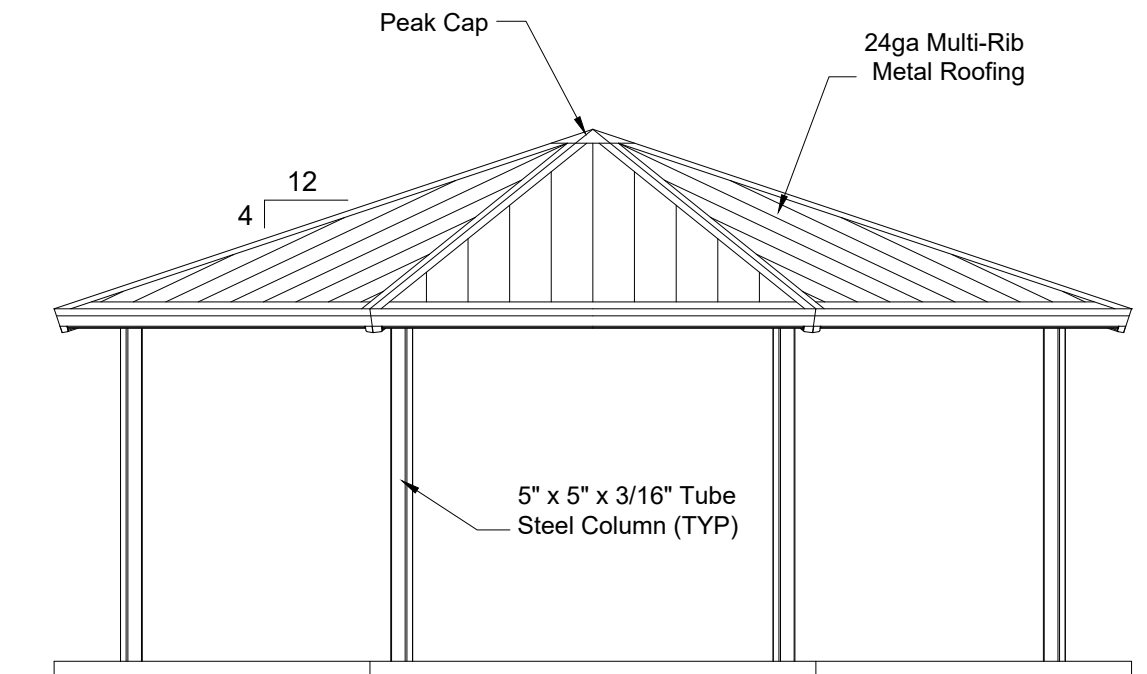 Peak Cap
24ga Multi-Rib
Metal Roofing
12
4
5" x 5" x 3/16" Tube
Steel Column (TYP)